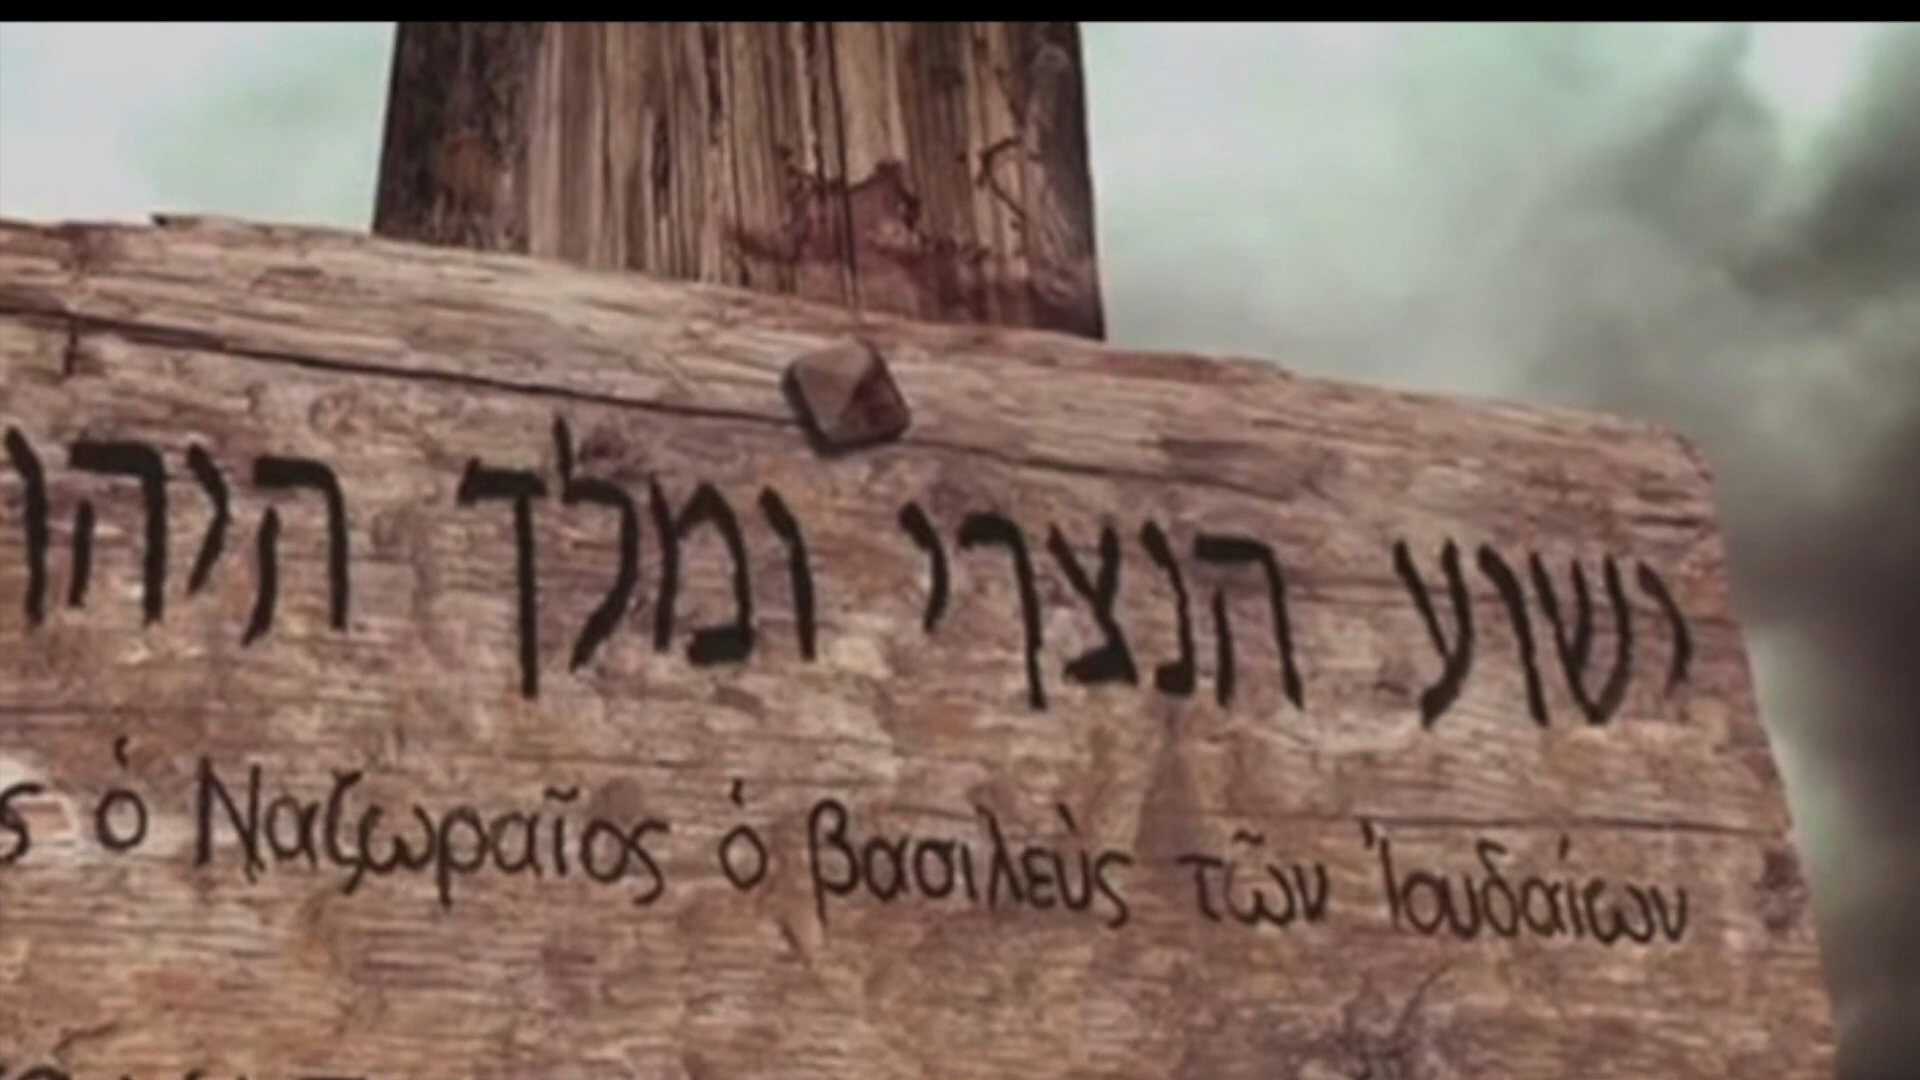 ישוע הנצרי ומלך היהו
ς ὁ Ναζωραῖος ὁ βασιλεὺς τῶν Ἰουδαίων